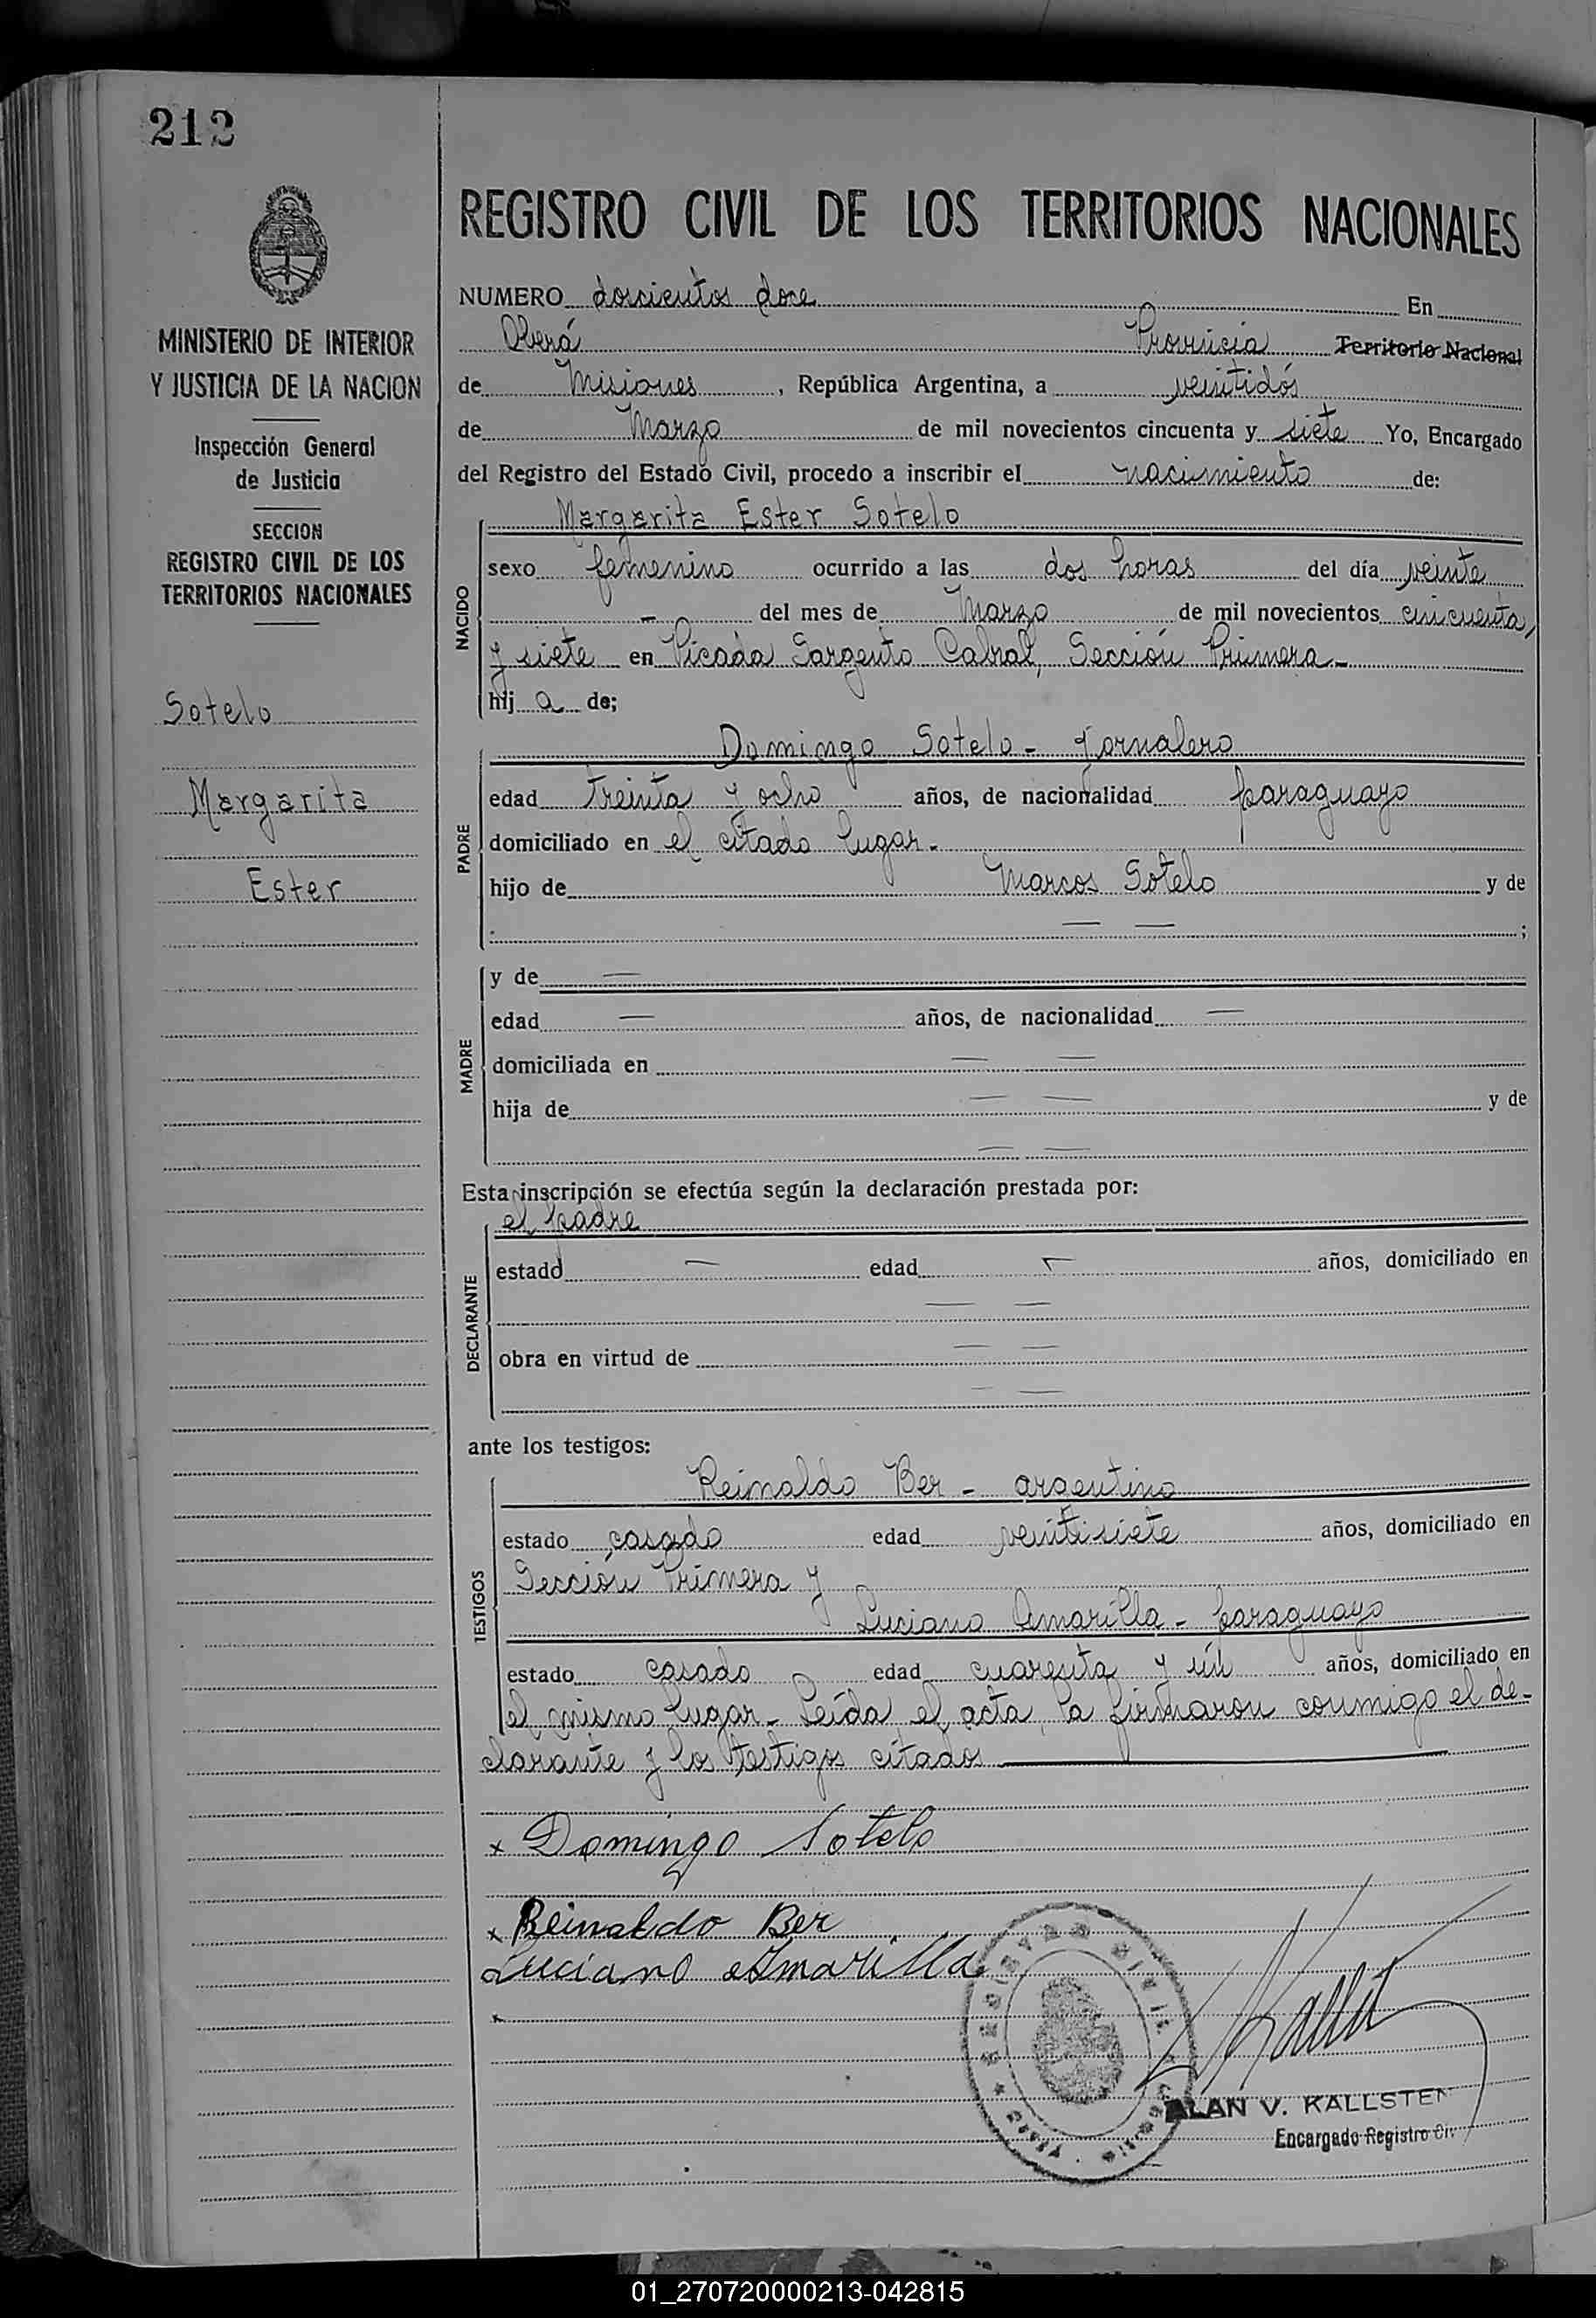 212
MINISTERIO DE INTERIOR
Y JUSTICIA DE LA NACION
Inspección General
de Justicia
SECCION
REGISTRO CIVIL DE LOS
TERRITORIOS NACIONALES
Sotelo
Margarita
Ester
REGISTRO CIVIL DE LOS TERRITORIOS NACIONALES
NUMERO doscientos doce En
Oberá Provincia Territorio Nacional
de Misiones, República Argentina, a veintidós
de Marzo de mil novecientos cincuenta y siete Yo, Encargado
del Registro del Estado Civil, procedo a inscribir el nacimiento de:
NACIDO
Margarita Ester Sotelo
sexo femenino ocurrido a las dos horas del día veinte
- del mes de Marzo de mil novecientos cincuenta
y siete en Picada Sargento Cabral, Sección Primera.-
hij a de;
PADRE
Domingo Sotelo - Jornalero
edad treinta y ocho años, de nacionalidad paraguayo
domiciliado en el citado lugar.
hijo de Marcos Sotelo y de
— — ;
MADRE
y de —
edad — años, de nacionalidad —
domiciliada en — —
hija de — — y de
— —
Esta inscripción se efectúa según la declaración prestada por:
DECLARANTE
el padre
estado — edad — años, domiciliado en
— —
obra en virtud de — —
— —
ante los testigos:
TESTIGOS
Reinaldo Ber - argentino
estado casado edad veintisiete años, domiciliado en
Sección Primera y
Luciano Amarilla - paraguayo
estado casado edad cuarenta y un años, domiciliado en
el mismo lugar. Leída el acta, la firmaron conmigo el de-
clarante y los testigos citados
x Domingo Sotelo
x Reinaldo Ber
Luciano Amarilla
REGISTRO CIVIL
ALAN V. KALLSTEN
Encargado Registro Civ
01_270720000213-042815